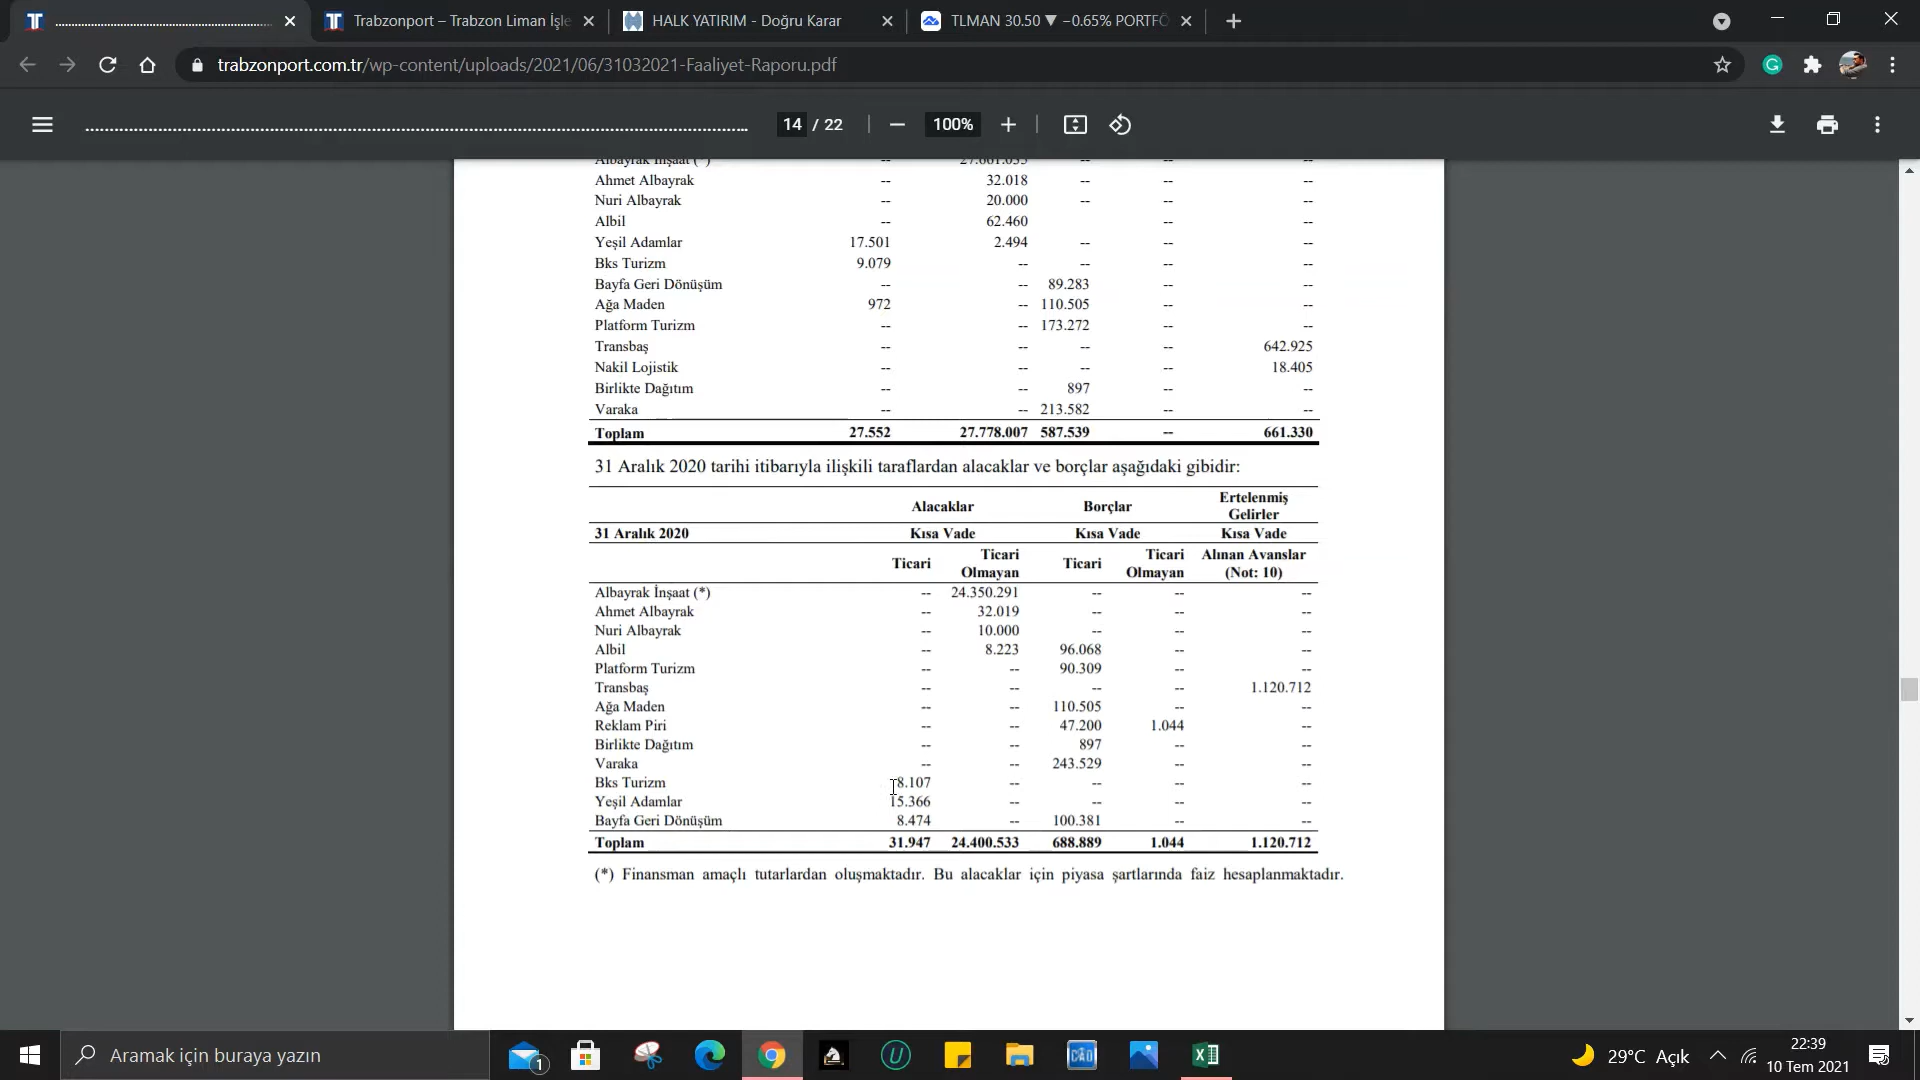 Trabzonport – Trabzon Liman İşle
HALK YATIRIM - Doğru Karar
TLMAN 30.50 ▼ −0.65% PORTFÖ
trabzonport.com.tr/wp-content/uploads/2021/06/31032021-Faaliyet-Raporu.pdf
14 / 22
100%
Albayrak İnşaat (*) -- 27.661.035 -- -- --
Ahmet Albayrak -- 32.018 -- -- --
Nuri Albayrak -- 20.000 -- -- --
Albil -- 62.460 -- --
Yeşil Adamlar 17.501 2.494 -- -- --
Bks Turizm 9.079 -- -- -- --
Bayfa Geri Dönüşüm -- -- 89.283 -- --
Ağa Maden 972 -- 110.505 -- --
Platform Turizm -- -- 173.272 -- --
Transbaş -- -- -- -- 642.925
Nakil Lojistik -- -- -- -- 18.405
Birlikte Dağıtım -- -- 897 -- --
Varaka -- -- 213.582 -- --
Toplam 27.552 27.778.007 587.539 -- 661.330
31 Aralık 2020 tarihi itibarıyla ilişkili taraflardan alacaklar ve borçlar aşağıdaki gibidir:
Alacaklar Borçlar Ertelenmiş Gelirler
31 Aralık 2020 Kısa Vade Kısa Vade Kısa Vade
Ticari Ticari Olmayan Ticari Ticari Olmayan Alınan Avanslar (Not: 10)
Albayrak İnşaat (*) -- 24.350.291 -- -- --
Ahmet Albayrak -- 32.019 -- -- --
Nuri Albayrak -- 10.000 -- -- --
Albil -- 8.223 96.068 -- --
Platform Turizm -- -- 90.309 -- --
Transbaş -- -- -- -- 1.120.712
Ağa Maden -- -- 110.505 -- --
Reklam Piri -- -- 47.200 1.044 --
Birlikte Dağıtım -- -- 897 -- --
Varaka -- -- 243.529 -- --
Bks Turizm 8.107 -- -- -- --
Yeşil Adamlar 15.366 -- -- -- --
Bayfa Geri Dönüşüm 8.474 -- 100.381 -- --
Toplam 31.947 24.400.533 688.889 1.044 1.120.712
(*) Finansman amaçlı tutarlardan oluşmaktadır. Bu alacaklar için piyasa şartlarında faiz hesaplanmaktadır.
Aramak için buraya yazın
1
29°C Açık
22:39
10 Tem 2021